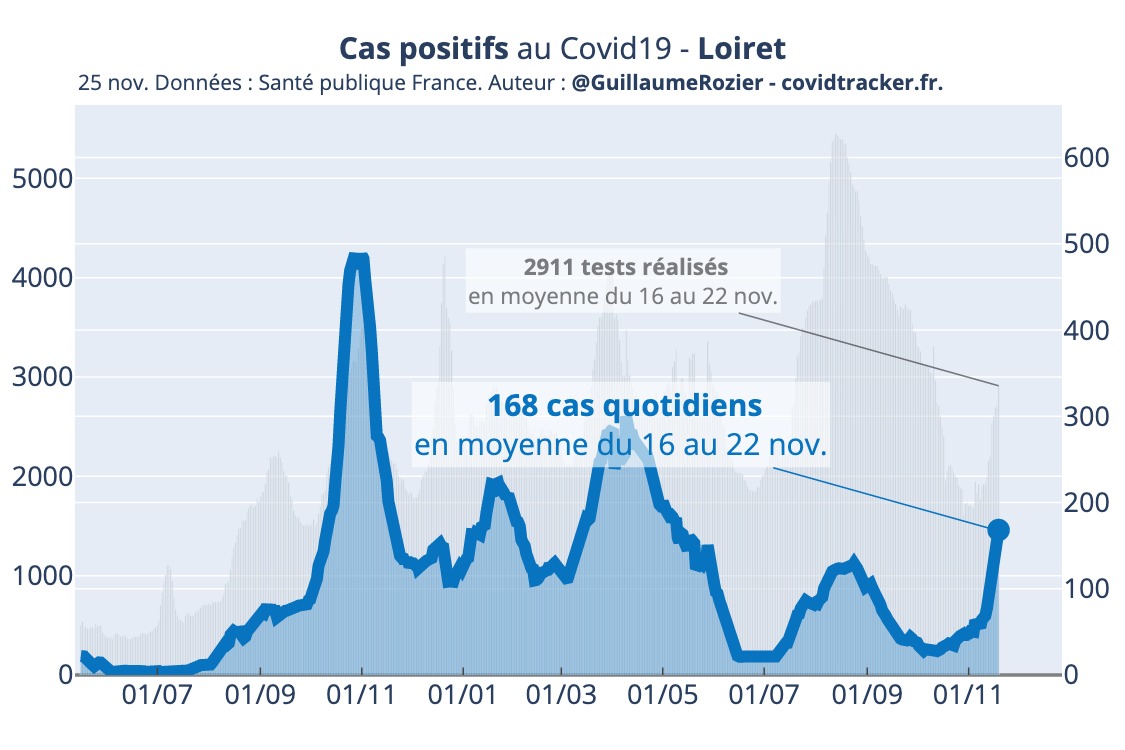 Cas positifs au Covid19 - Loiret
25 nov. Données : Santé publique France. Auteur : @GuillaumeRozier - covidtracker.fr.
600
5000
500
4000
2911 tests réalisés
en moyenne du 16 au 22 nov.
400
3000
168 cas quotidiens
300
en moyenne du 16 au 22 nov.
2000
200
1000
100
0
0
01/07 01/09 01/11 01/01 01/03 01/05 01/07 01/09 01/11